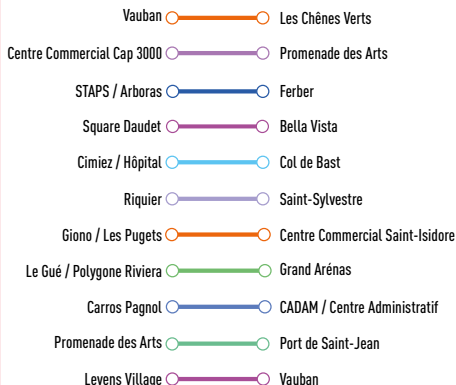 Vauban Les Chênes Verts
Centre Commercial Cap 3000 Promenade des Arts
STAPS / Arboras Ferber
Square Daudet Bella Vista
Cimiez / Hôpital Col de Bast
Riquier Saint-Sylvestre
Giono / Les Pugets Centre Commercial Saint-Isidore
Le Gué / Polygone Riviera Grand Arénas
Carros Pagnol CADAM / Centre Administratif
Promenade des Arts Port de Saint-Jean
Levens Village Vauban